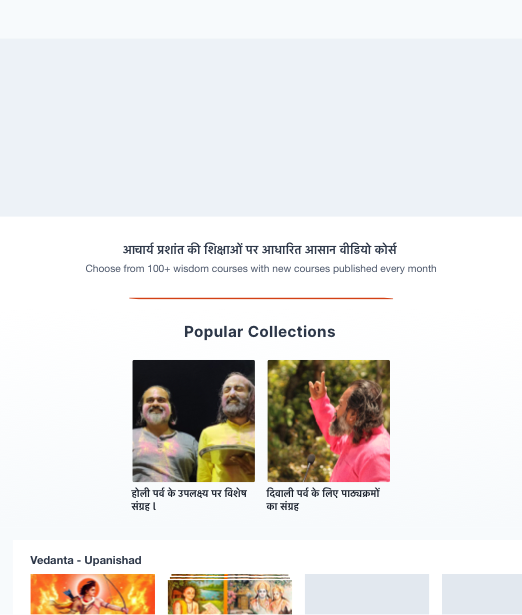 आचार्य प्रशांत की शिक्षाओं पर आधारित आसान वीडियो कोर्स
Choose from 100+ wisdom courses with new courses published every month
Popular Collections
होली पर्व के उपलक्ष्य पर विशेष
संग्रह l
दिवाली पर्व के लिए पाठ्यक्रमों
का संग्रह
Vedanta - Upanishad